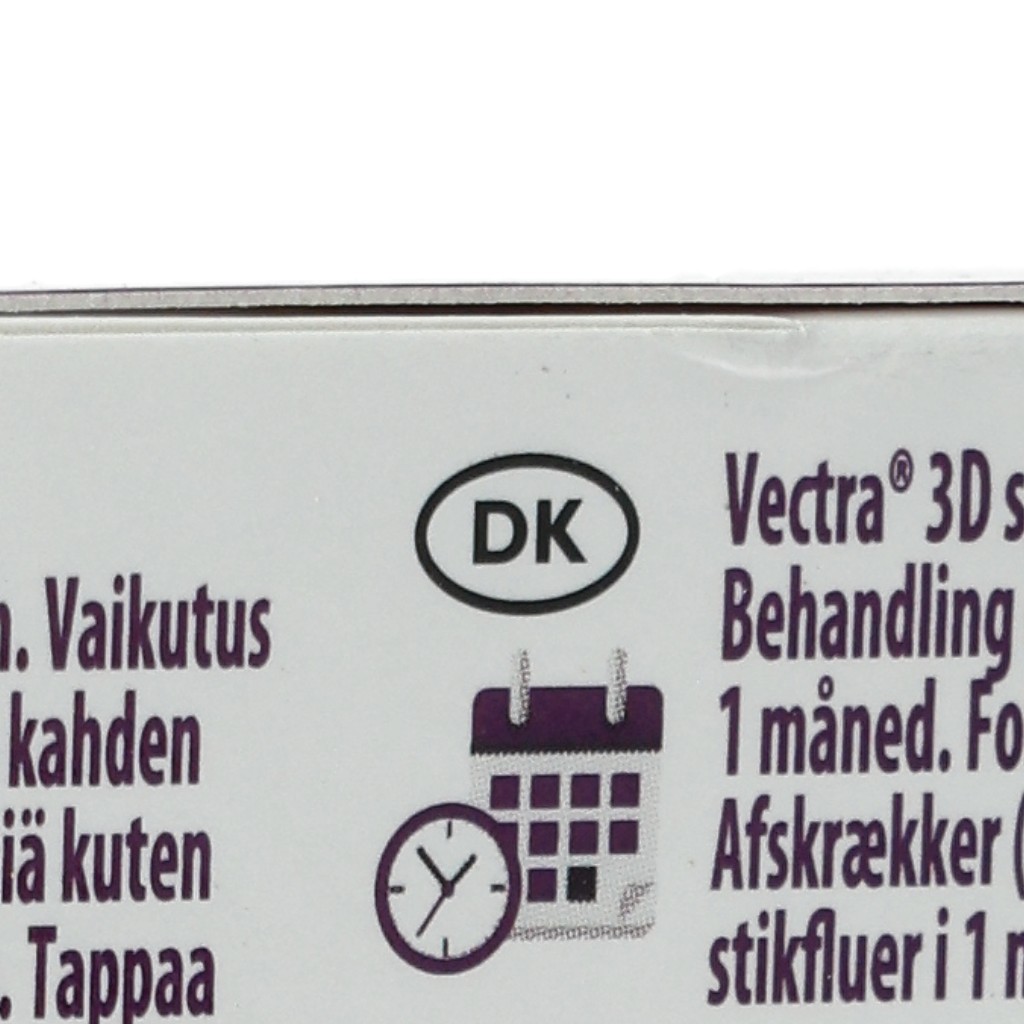 n. Vaikutus
kahden
iä kuten
. Tappaa
DK
Vectra® 3D s
Behandling
1 måned. Fo
Afskrækker (
stikfluer i 1